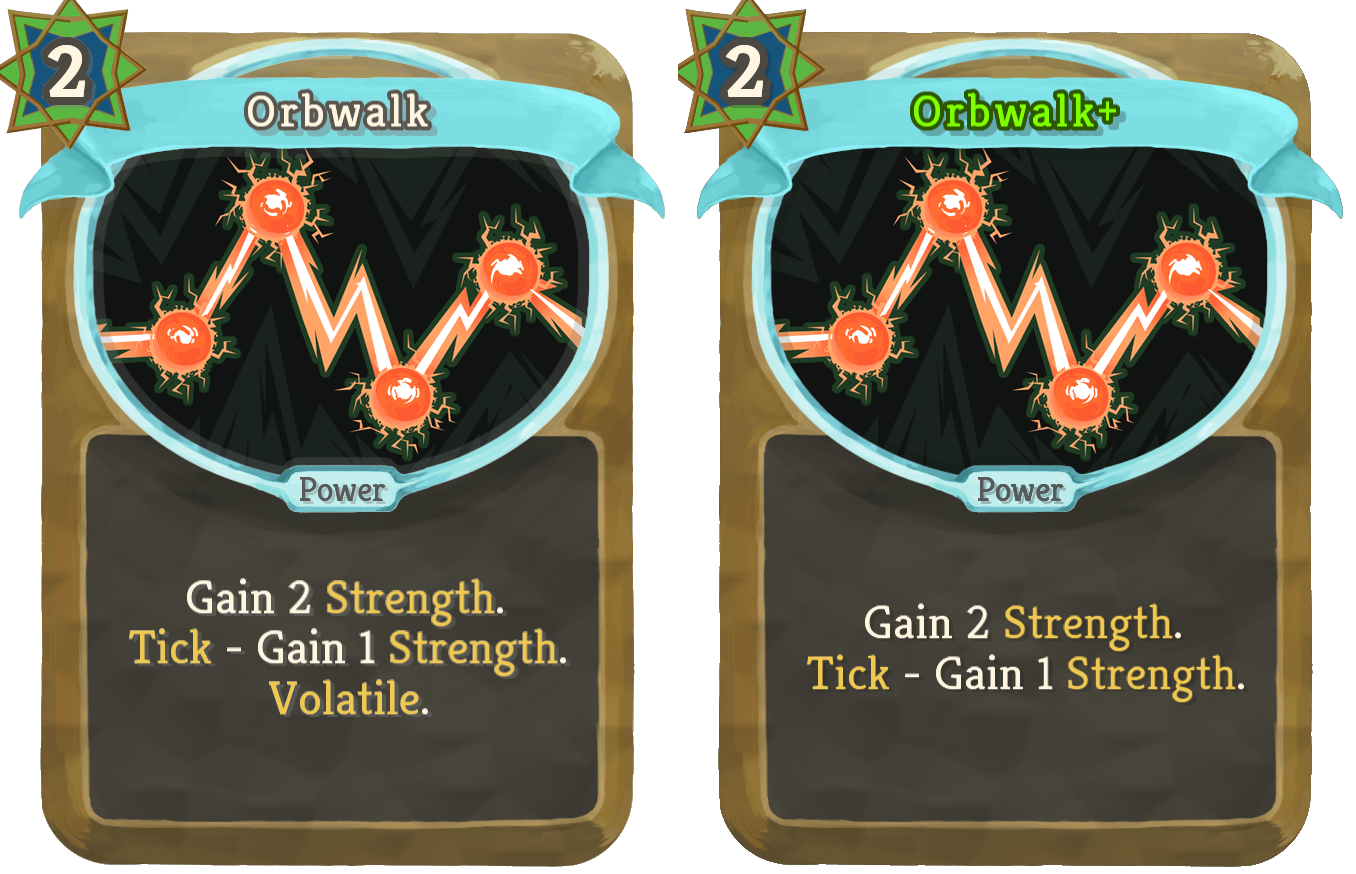 2
Orbwalk
Power
Gain 2 Strength.
Tick - Gain 1 Strength.
Volatile.
2
Orbwalk+
Power
Gain 2 Strength.
Tick - Gain 1 Strength.